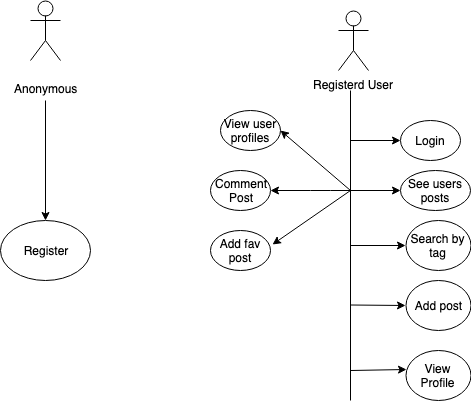 Anonymous
Register
Registerd User
View user
profiles
Comment
Post
Add fav
post
Login
See users
posts
Search by
tag
Add post
View
Profile